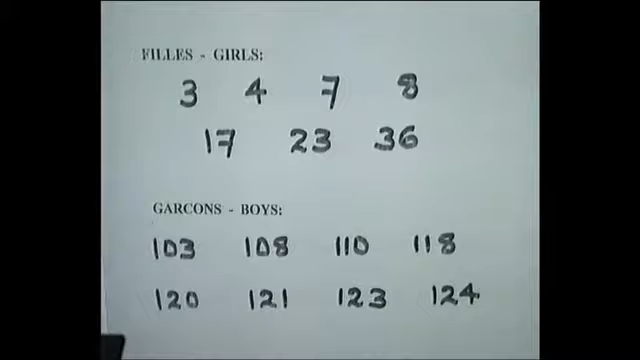 FILLES - GIRLS:
3 4 7 8
17 23 36
GARCONS - BOYS:
103 108 110 118
120 121 123 124